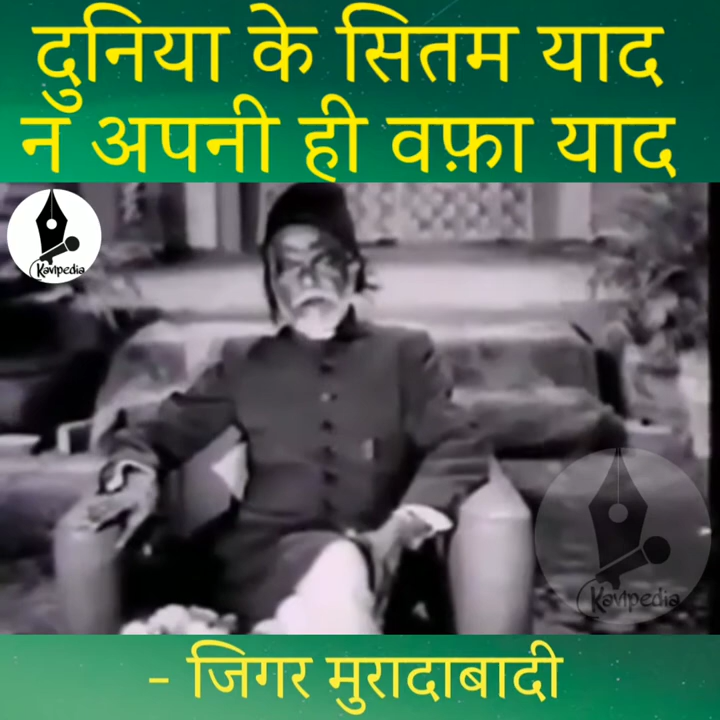 दुनिया के सितम याद
न अपनी ही वफ़ा याद
Kavipedia
Kavipedia
- जिगर मुरादाबादी